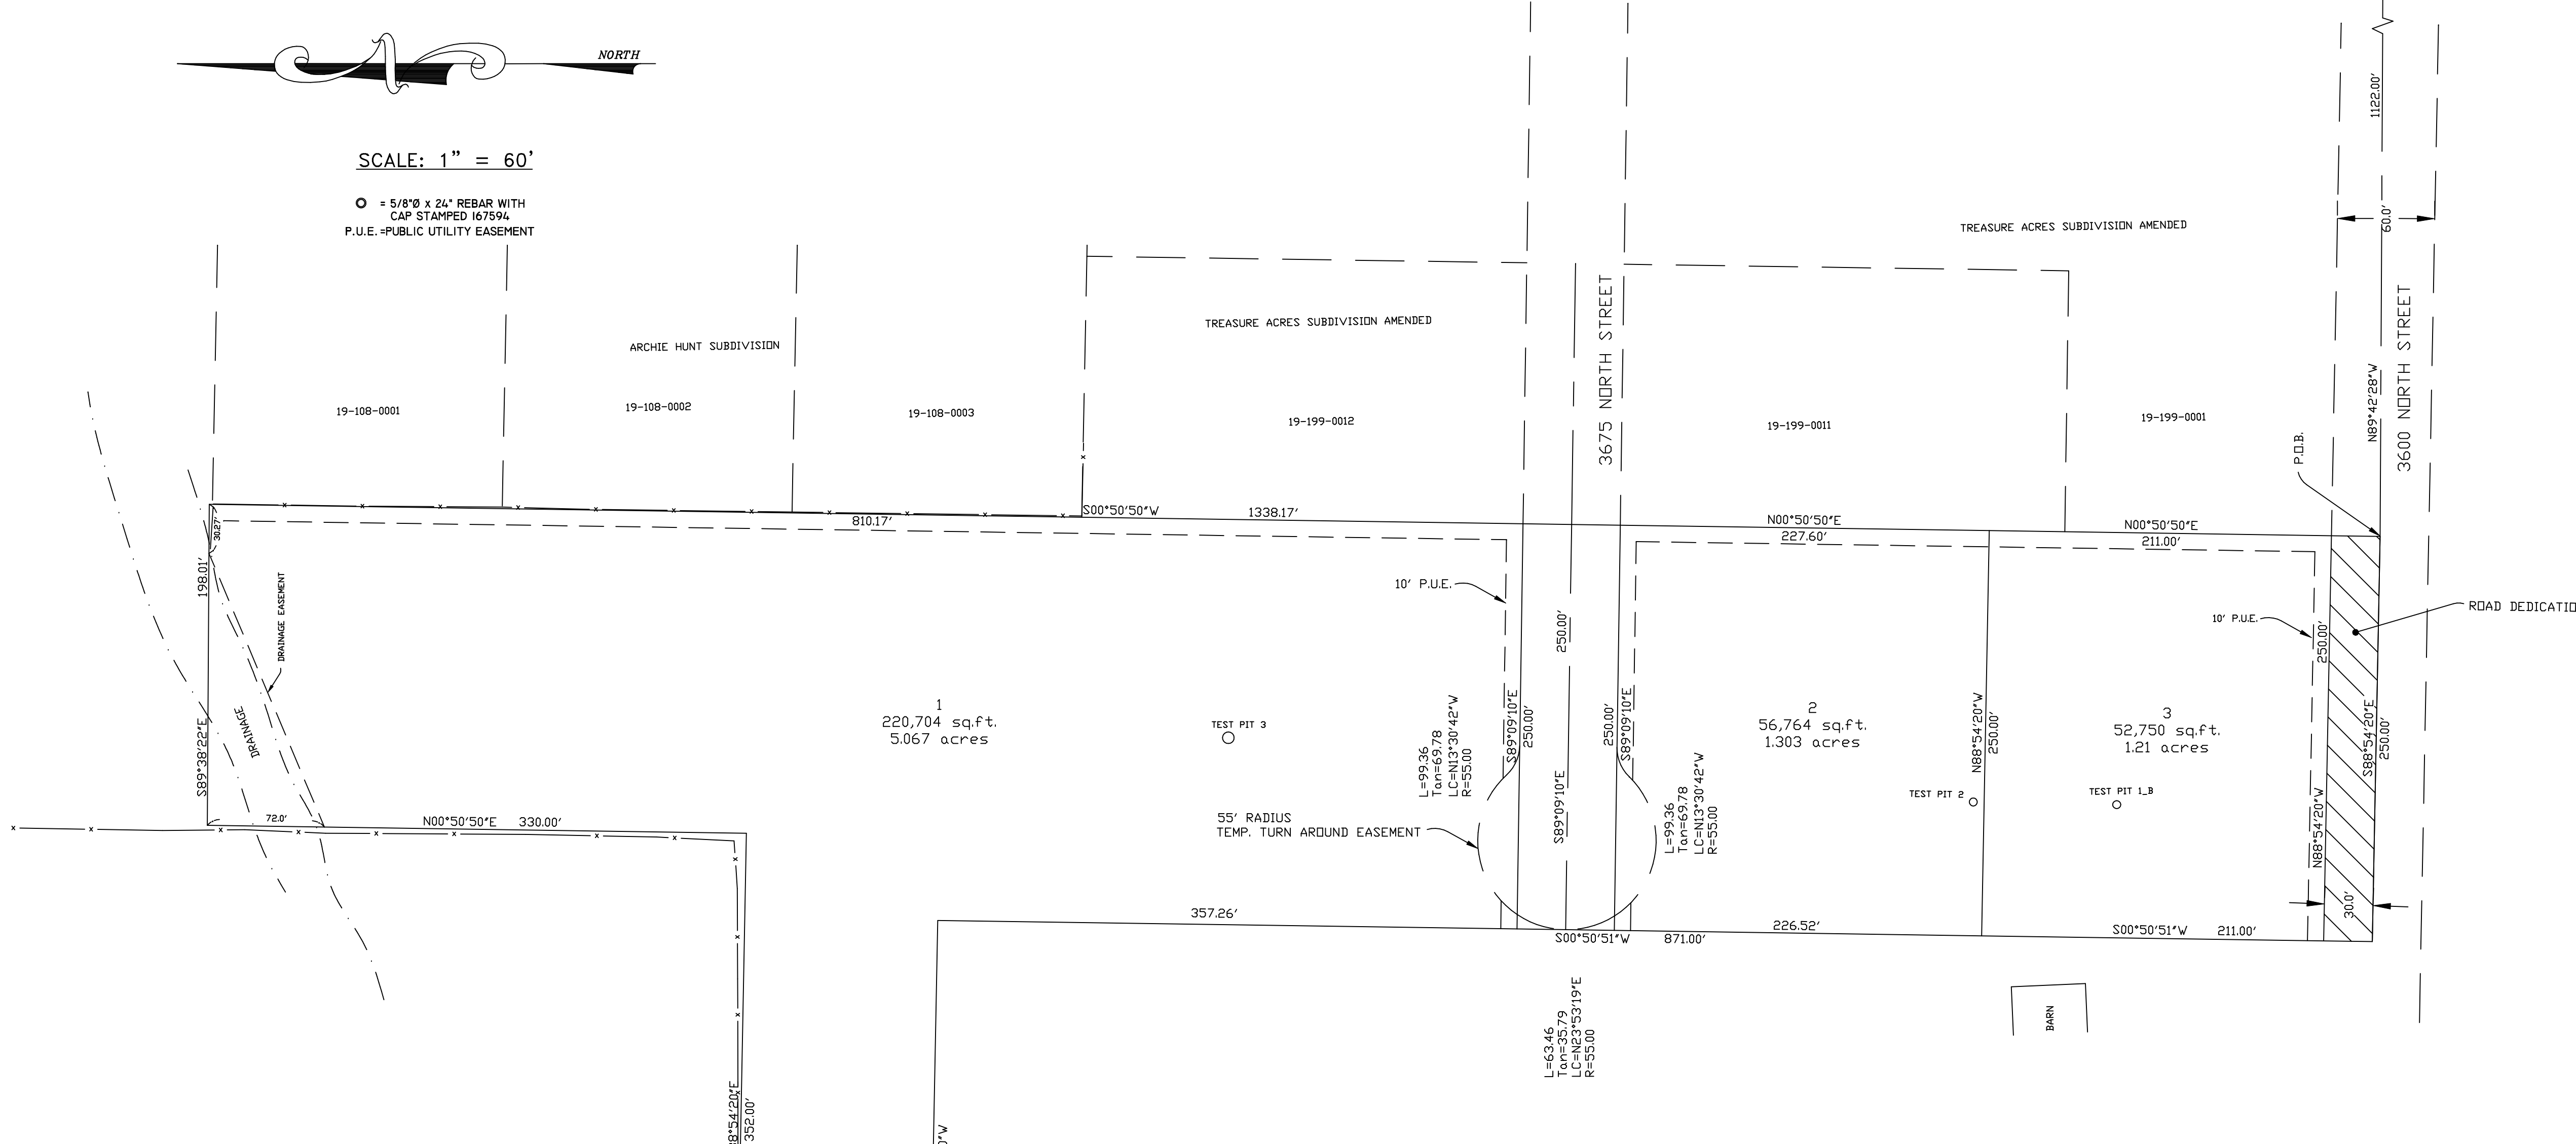 NORTH
SCALE: 1" = 60'
= 5/8"Ø x 24" REBAR WITH
CAP STAMPED 167594
P.U.E. =PUBLIC UTILITY EASEMENT
1122.00'
60.0'
TREASURE ACRES SUBDIVISION AMENDED
TREASURE ACRES SUBDIVISION AMENDED
ARCHIE HUNT SUBDIVISION
3675 NORTH STREET
3600 NORTH STREET
N89°42'28"W
19-108-0001
19-108-0002
19-108-0003
19-199-0012
19-199-0011
19-199-0001
P.O.B.
S00°50'50"W
1338.17'
810.17'
N00°50'50"E
227.60'
N00°50'50"E
211.00'
30.27'
198.01'
S89°38'22"E
DRAINAGE EASEMENT
DRAINAGE
72.0'
N00°50'50"E 330.00'
10' P.U.E.
250.00'
S89°09'10"E
10' P.U.E.
250.00'
ROAD DEDICATIO
1
220,704 sq.ft.
5.067 acres
TEST PIT 3
S89°09'10"E
250.00'
250.00'
S89°09'10"E
L=99.36
Tan=69.78
LC=N13°30'42"W
R=55.00
L=99.36
Tan=69.78
LC=N13°30'42"W
R=55.00
2
56,764 sq.ft.
1.303 acres
TEST PIT 2
N88°54'20"W
250.00'
3
52,750 sq.ft.
1.21 acres
TEST PIT 1_B
N88°54'20"W
S88°54'20"E
250.00'
30.0'
55' RADIUS
TEMP. TURN AROUND EASEMENT
357.26'
S00°50'51"W 871.00'
226.52'
S00°50'51"W 211.00'
L=63.46
Tan=35.79
LC=N23°53'19"E
R=55.00
BARN
8°54'20"E
352.00'
0"W